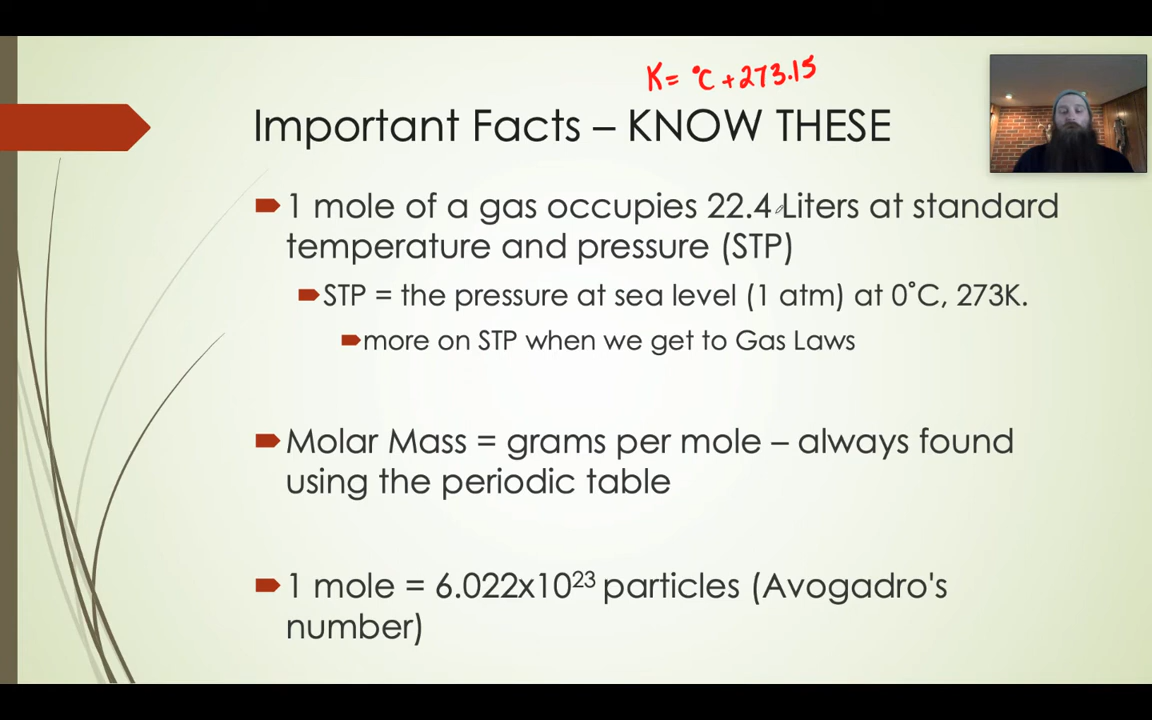 K = °C + 273.15
Important Facts – KNOW THESE
1 mole of a gas occupies 22.4 Liters at standard
temperature and pressure (STP)
STP = the pressure at sea level (1 atm) at 0˚C, 273K.
more on STP when we get to Gas Laws
Molar Mass = grams per mole – always found
using the periodic table
1 mole = 6.022x10²³ particles (Avogadro's
number)